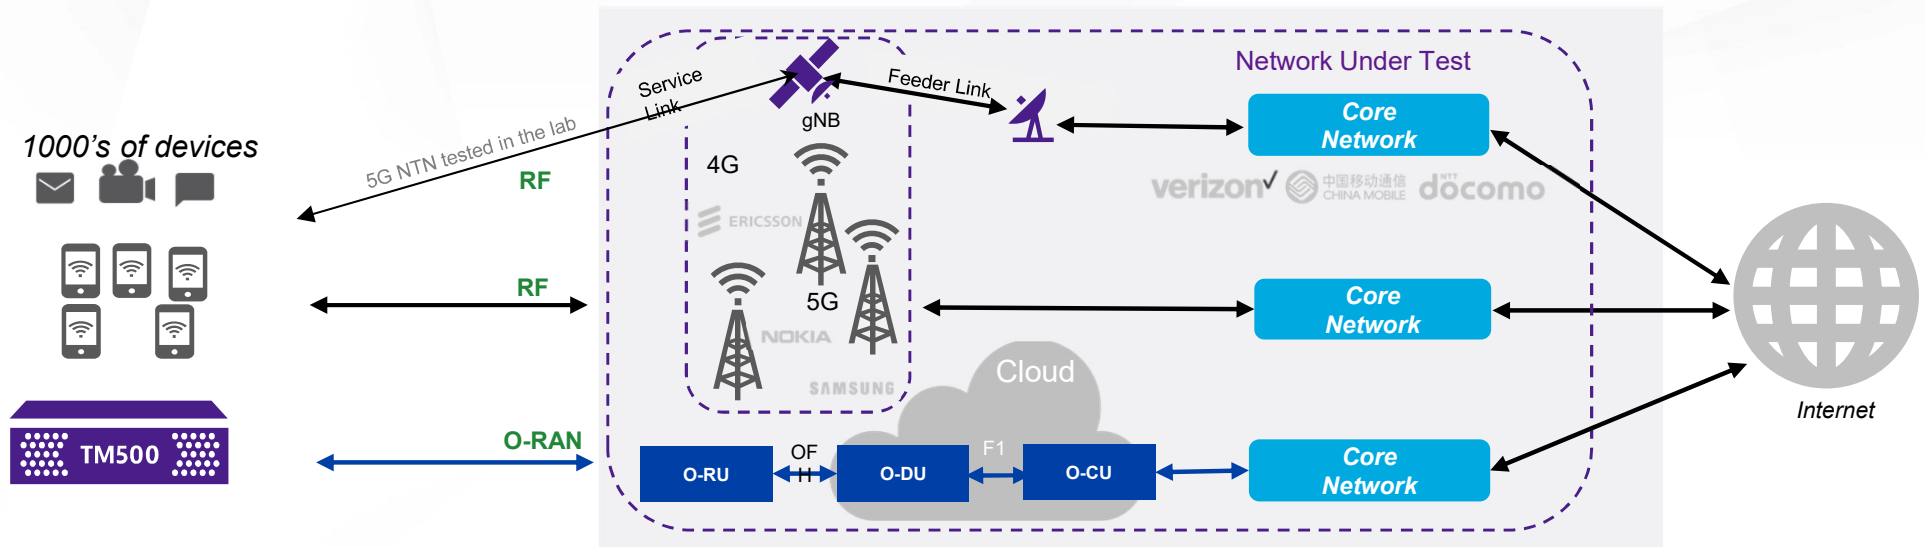 Network Under Test
Service
Link
Feeder Link
gNB
Core
Network
1000's of devices
5G NTN tested in the lab
RF
4G
ERICSSON
verizon✓
中国移动通信
CHINA MOBILE
NTT
döcomo
RF
5G
NOKIA
SAMSUNG
Core
Network
Cloud
Internet
TM500
O-RAN
O-RU
OF
H
O-DU
F1
O-CU
Core
Network